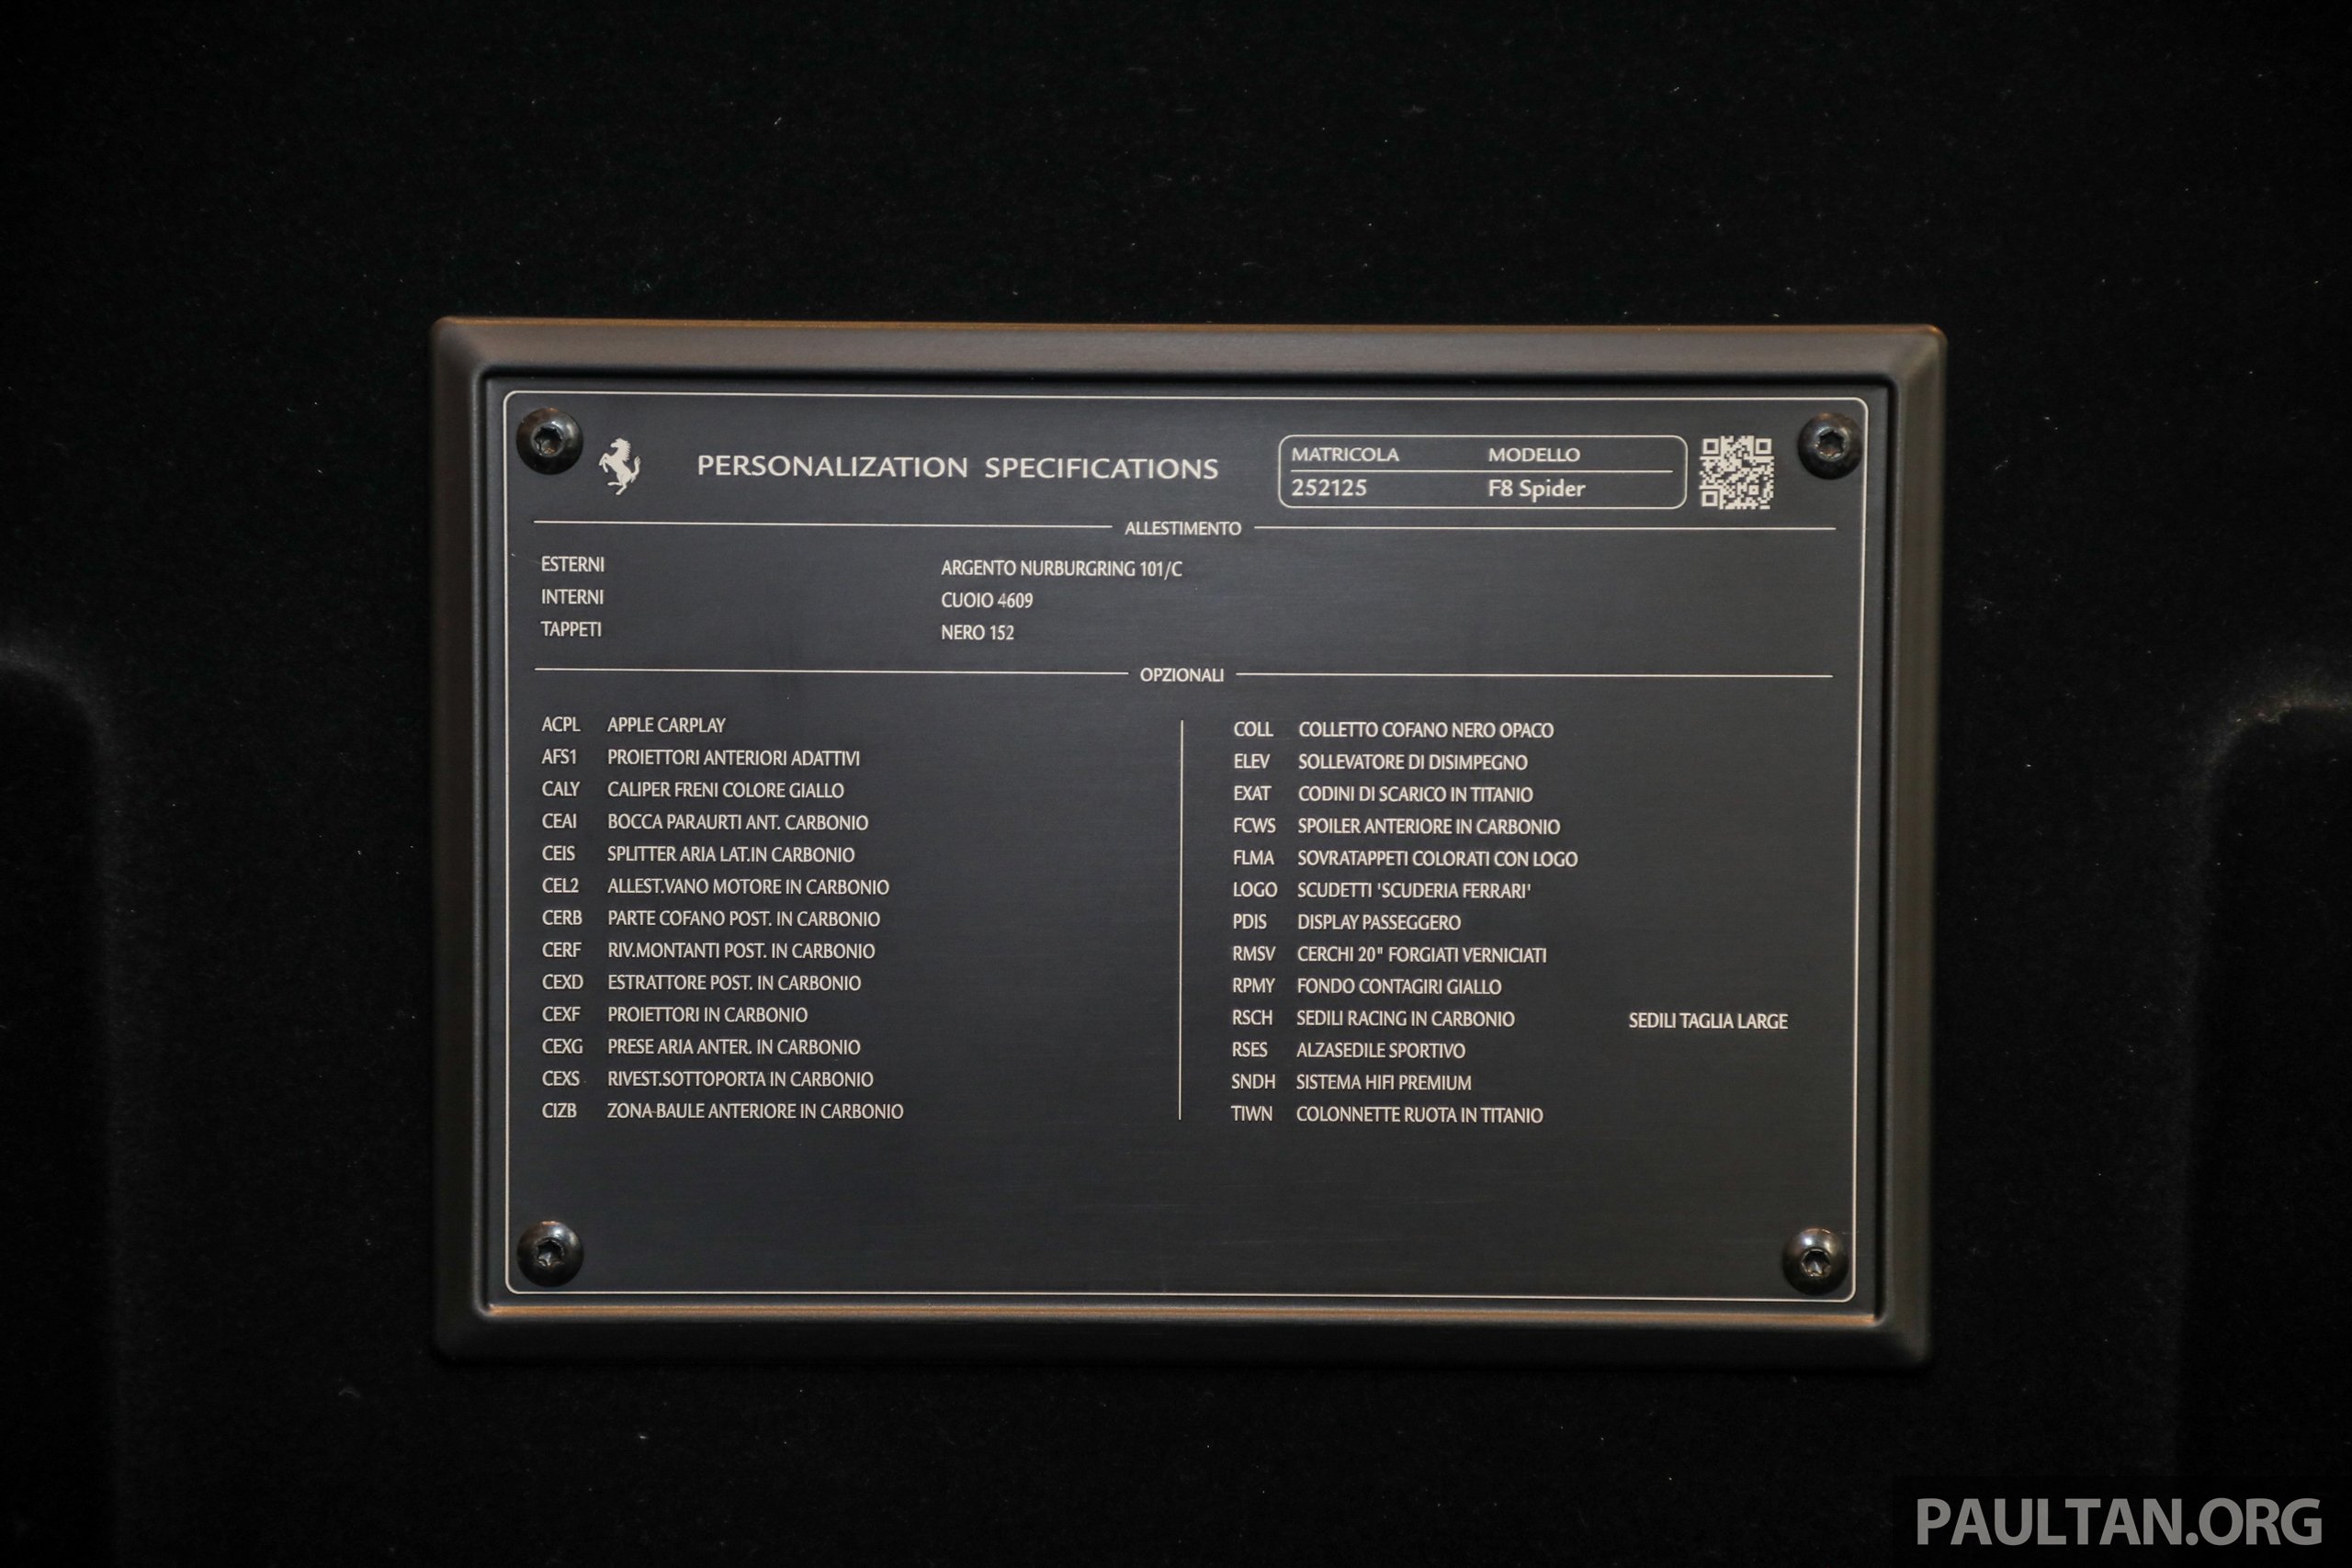 PERSONALIZATION SPECIFICATIONS
MATRICOLA MODELLO
252125 F8 Spider
ALLESTIMENTO
ESTERNI ARGENTO NURBURGRING 101/C
INTERNI CUOIO 4609
TAPPETI NERO 152
OPZIONALI
ACPL APPLE CARPLAY
AFS1 PROIETTORI ANTERIORI ADATTIVI
CALY CALIPER FRENI COLORE GIALLO
CEAI BOCCA PARAURTI ANT. CARBONIO
CEIS SPLITTER ARIA LAT.IN CARBONIO
CEL2 ALLEST.VANO MOTORE IN CARBONIO
CERB PARTE COFANO POST. IN CARBONIO
CERF RIV.MONTANTI POST. IN CARBONIO
CEXD ESTRATTORE POST. IN CARBONIO
CEXF PROIETTORI IN CARBONIO
CEXG PRESE ARIA ANTER. IN CARBONIO
CEXS RIVEST.SOTTOPORTA IN CARBONIO
CIZB ZONA BAULE ANTERIORE IN CARBONIO
COLL COLLETTO COFANO NERO OPACO
ELEV SOLLEVATORE DI DISIMPEGNO
EXAT CODINI DI SCARICO IN TITANIO
FCWS SPOILER ANTERIORE IN CARBONIO
FLMA SOVRATAPPETI COLORATI CON LOGO
LOGO SCUDETTI 'SCUDERIA FERRARI'
PDIS DISPLAY PASSEGGERO
RMSV CERCHI 20" FORGIATI VERNICIATI
RPMY FONDO CONTAGIRI GIALLO
RSCH SEDILI RACING IN CARBONIO SEDILI TAGLIA LARGE
RSES ALZASEDILE SPORTIVO
SNDH SISTEMA HIFI PREMIUM
TIWN COLONNETTE RUOTA IN TITANIO
PAULTAN.ORG